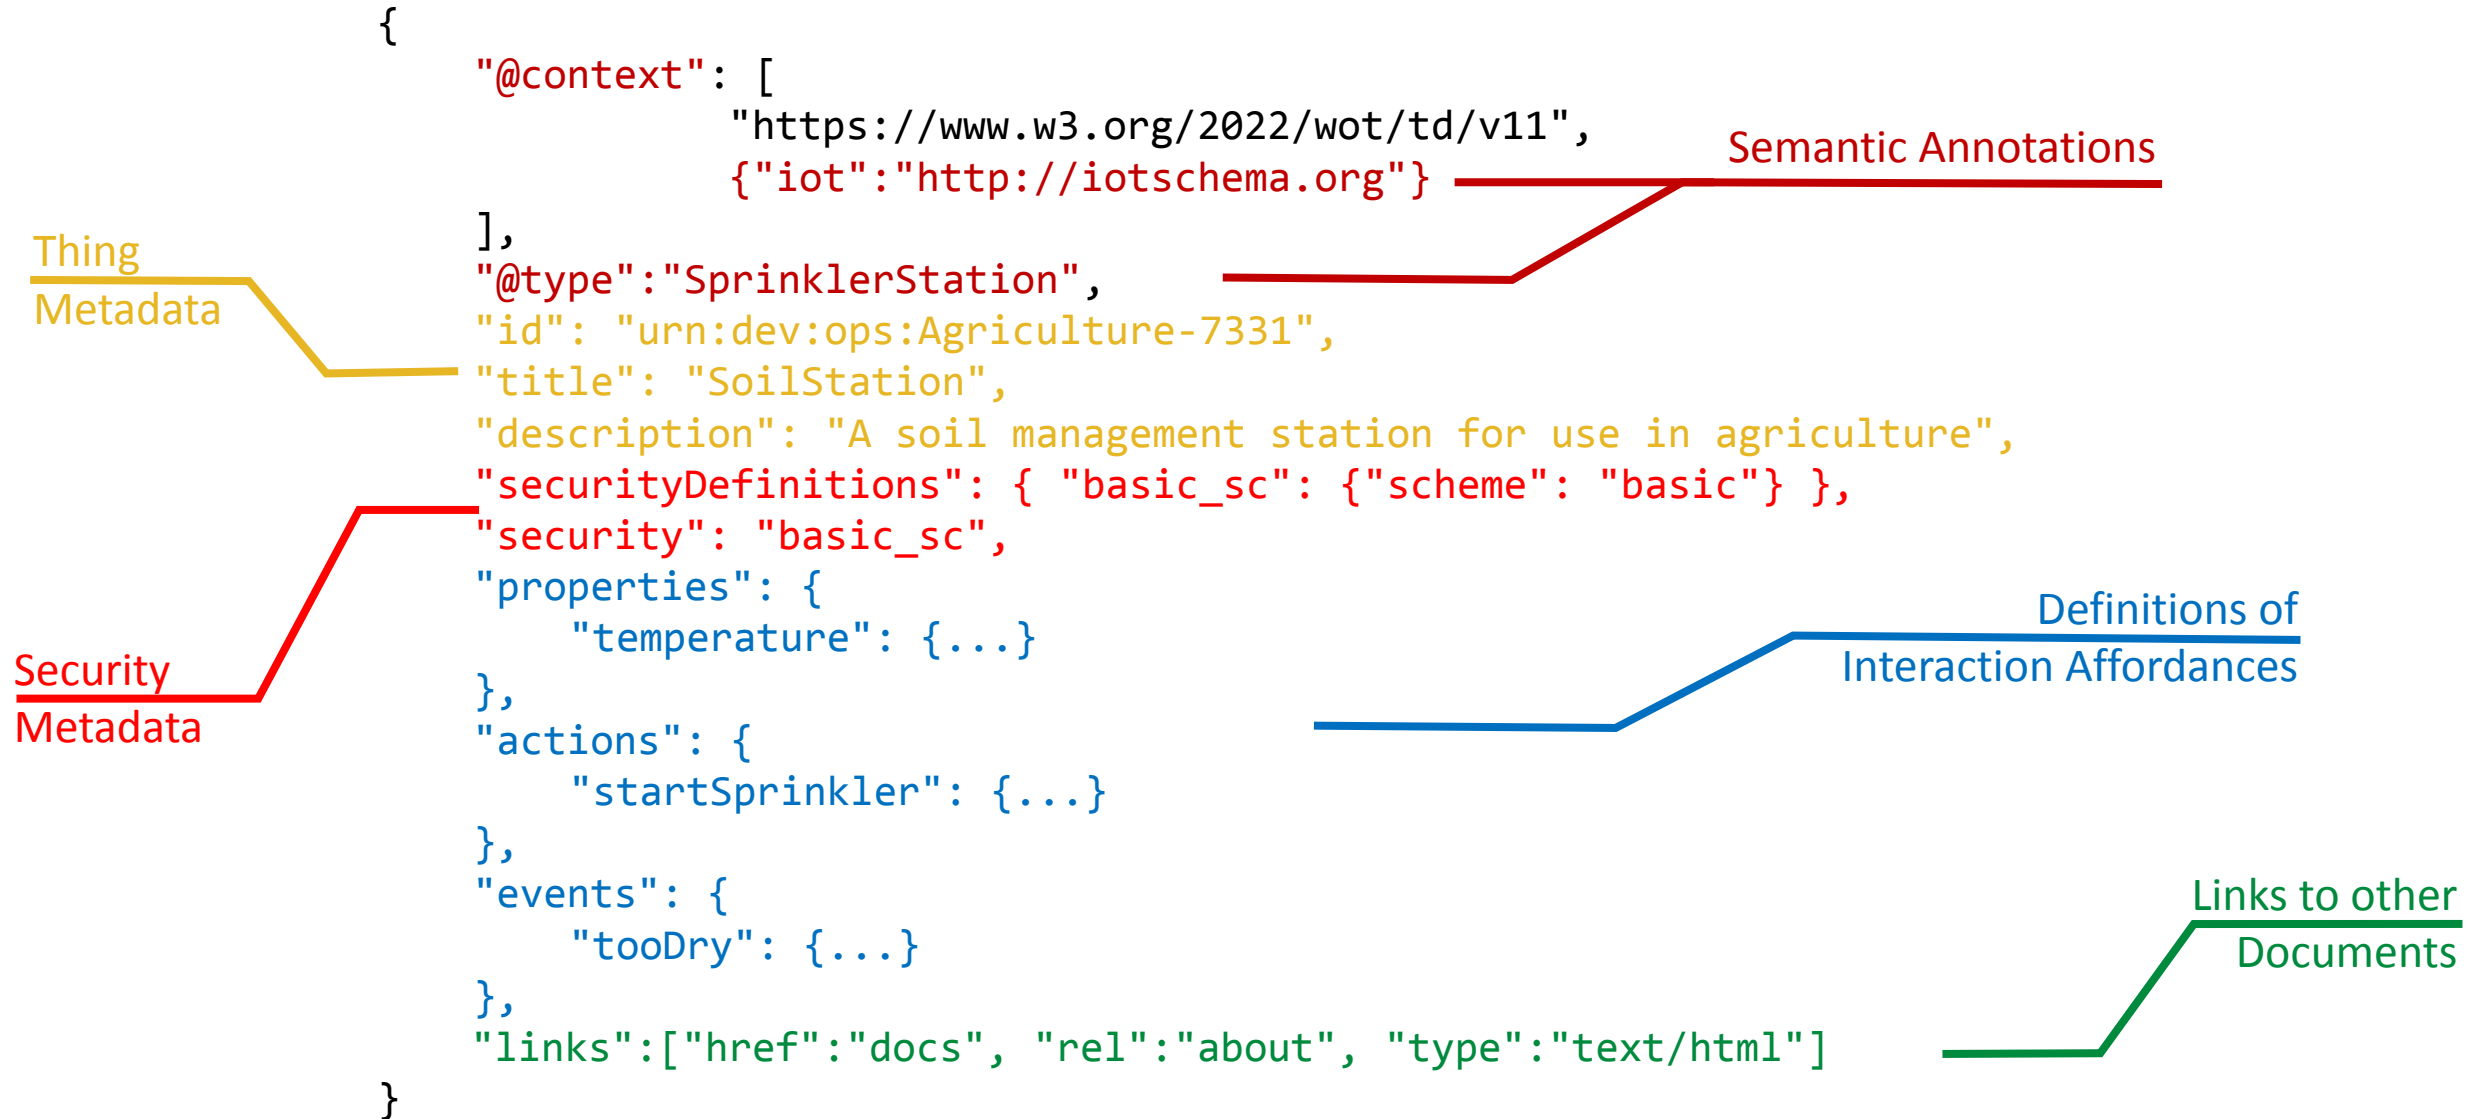 {
"@context": [
"https://www.w3.org/2022/wot/td/v11",
{"iot":"http://iotschema.org"}
Semantic Annotations
],
Thing
Metadata
"@type":"SprinklerStation",
"id": "urn:dev:ops:Agriculture-7331",
"title": "SoilStation",
"description": "A soil management station for use in agriculture",
"securityDefinitions": { "basic_sc": {"scheme": "basic"} },
"security": "basic_sc",
Security
Metadata
"properties": {
"temperature": {...}
},
Definitions of
Interaction Affordances
"actions": {
"startSprinkler": {...}
},
"events": {
"tooDry": {...}
},
Links to other
Documents
"links":["href":"docs", "rel":"about", "type":"text/html"]
}